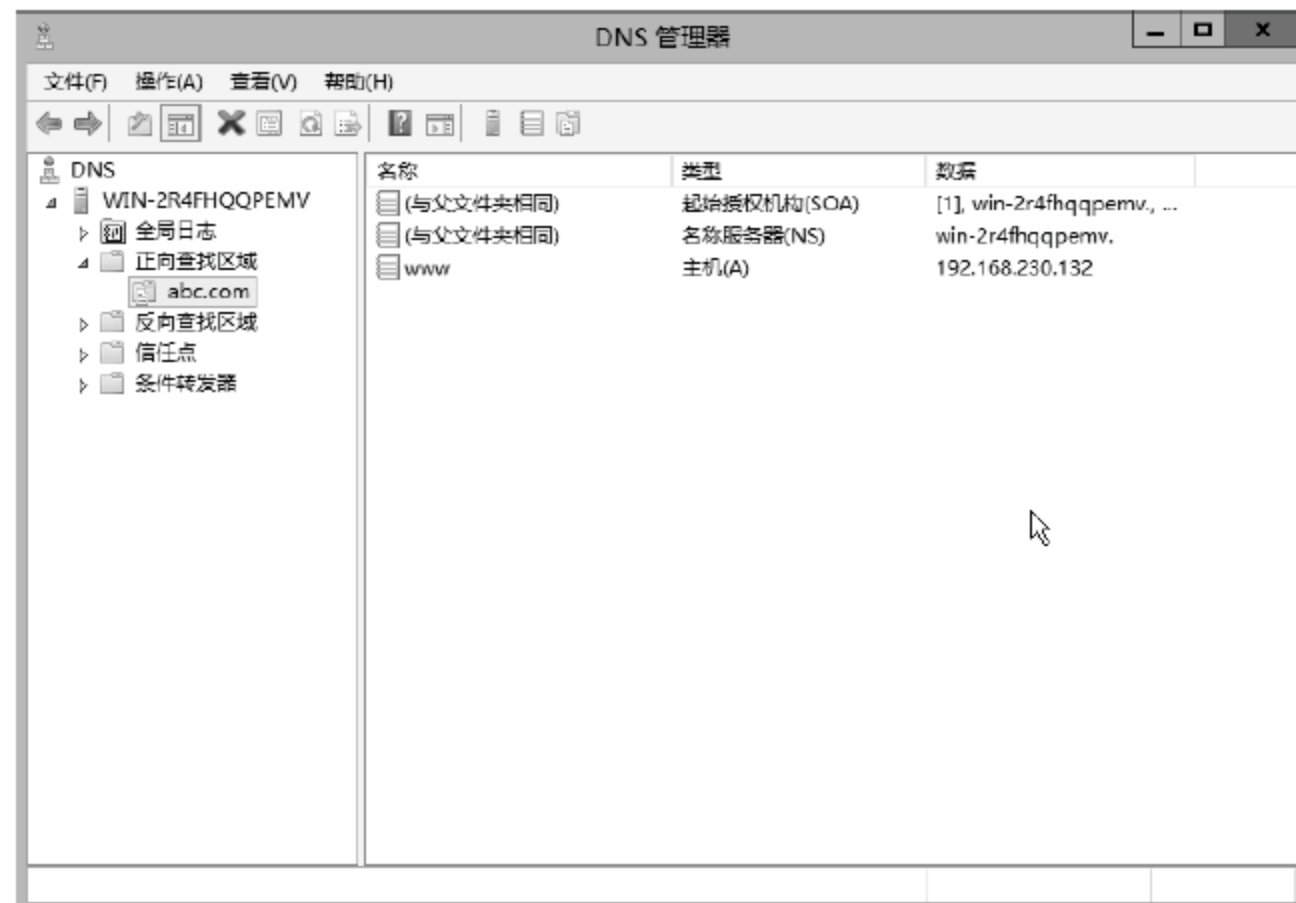 DNS 管理器
文件(F) 操作(A) 查看(V) 帮助(H)
DNS
WIN-2R4FHQQPEMV
全局日志
正向查找区域
abc.com
反向查找区域
信任点
条件转发器
名称 类型 数据
(与父文件夹相同) 起始授权机构(SOA) [1], win-2r4fhqqpemv., ...
(与父文件夹相同) 名称服务器(NS) win-2r4fhqqpemv.
www 主机(A) 192.168.230.132